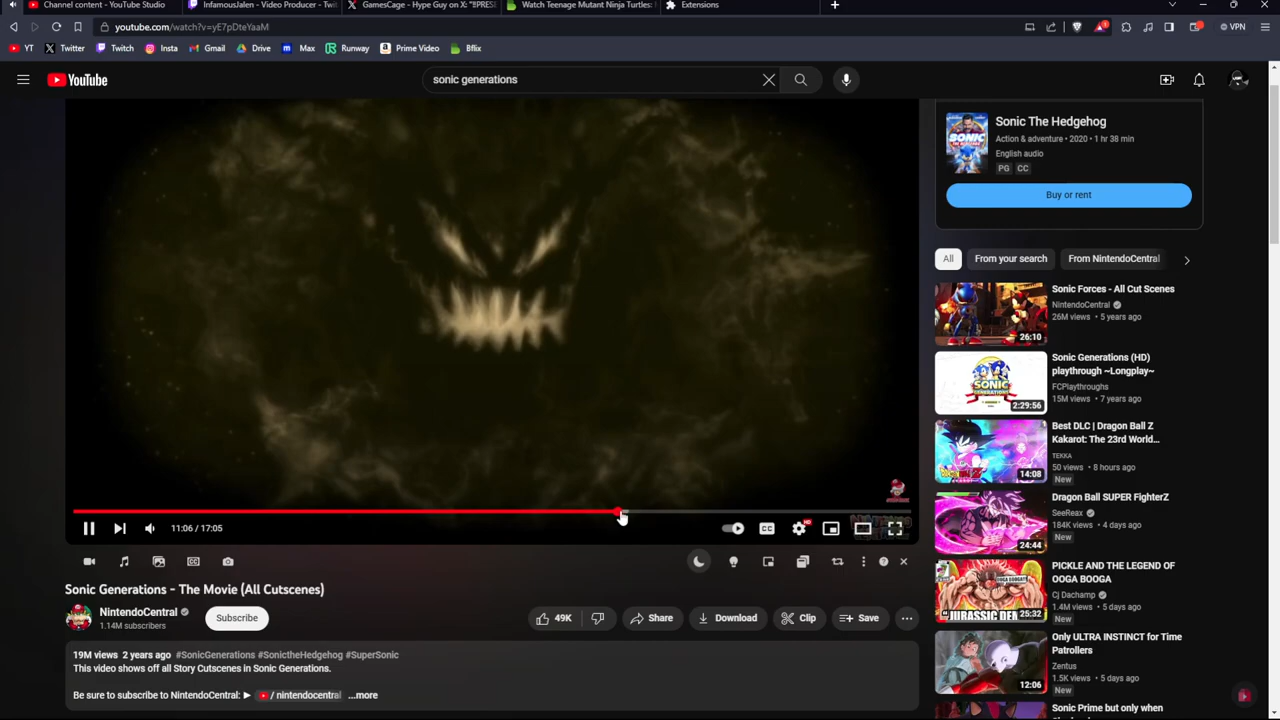 Channel content - YouTube Studio
InfamousJalen - Video Producer - Twit
GamesCage - Hype Guy on X: "8PRES
Watch Teenage Mutant Ninja Turtles:
Extensions
youtube.com/watch?v=yE7pDteYaaM
VPN
YT Twitter Twitch Insta Gmail Drive Max Runway Prime Video Bflix
YouTube
sonic generations
Sonic The Hedgehog
Action & adventure • 2020 • 1 hr 38 min
English audio
PG CC
Buy or rent
All From your search From NintendoCentral
Sonic Forces - All Cut Scenes
NintendoCentral
26M views • 5 years ago
26:10
Sonic Generations (HD)
playthrough ~Longplay~
FCPlaythroughs
15M views • 7 years ago
2:29:56
Best DLC | Dragon Ball Z
Kakarot: The 23rd World...
TEKKA
50 views • 8 hours ago
New
14:08
Dragon Ball SUPER FighterZ
SeeReax
184K views • 4 days ago
New
24:44
PICKLE AND THE LEGEND OF
OOGA BOOGA
Cj Dachamp
1.4M views • 5 days ago
New
25:32
Only ULTRA INSTINCT for Time
Patrollers
Zentus
1.5K views • 5 days ago
New
12:06
Sonic Prime but only when
11:06 / 17:05
CC
HD
Sonic Generations - The Movie (All Cutscenes)
NintendoCentral
1.14M subscribers
Subscribe
49K
Share
Download
Clip
Save
19M views 2 years ago #SonicGenerations #SonictheHedgehog #SuperSonic
This video shows off all Story Cutscenes in Sonic Generations.
Be sure to subscribe to NintendoCentral: ► / nintendocentral ...more